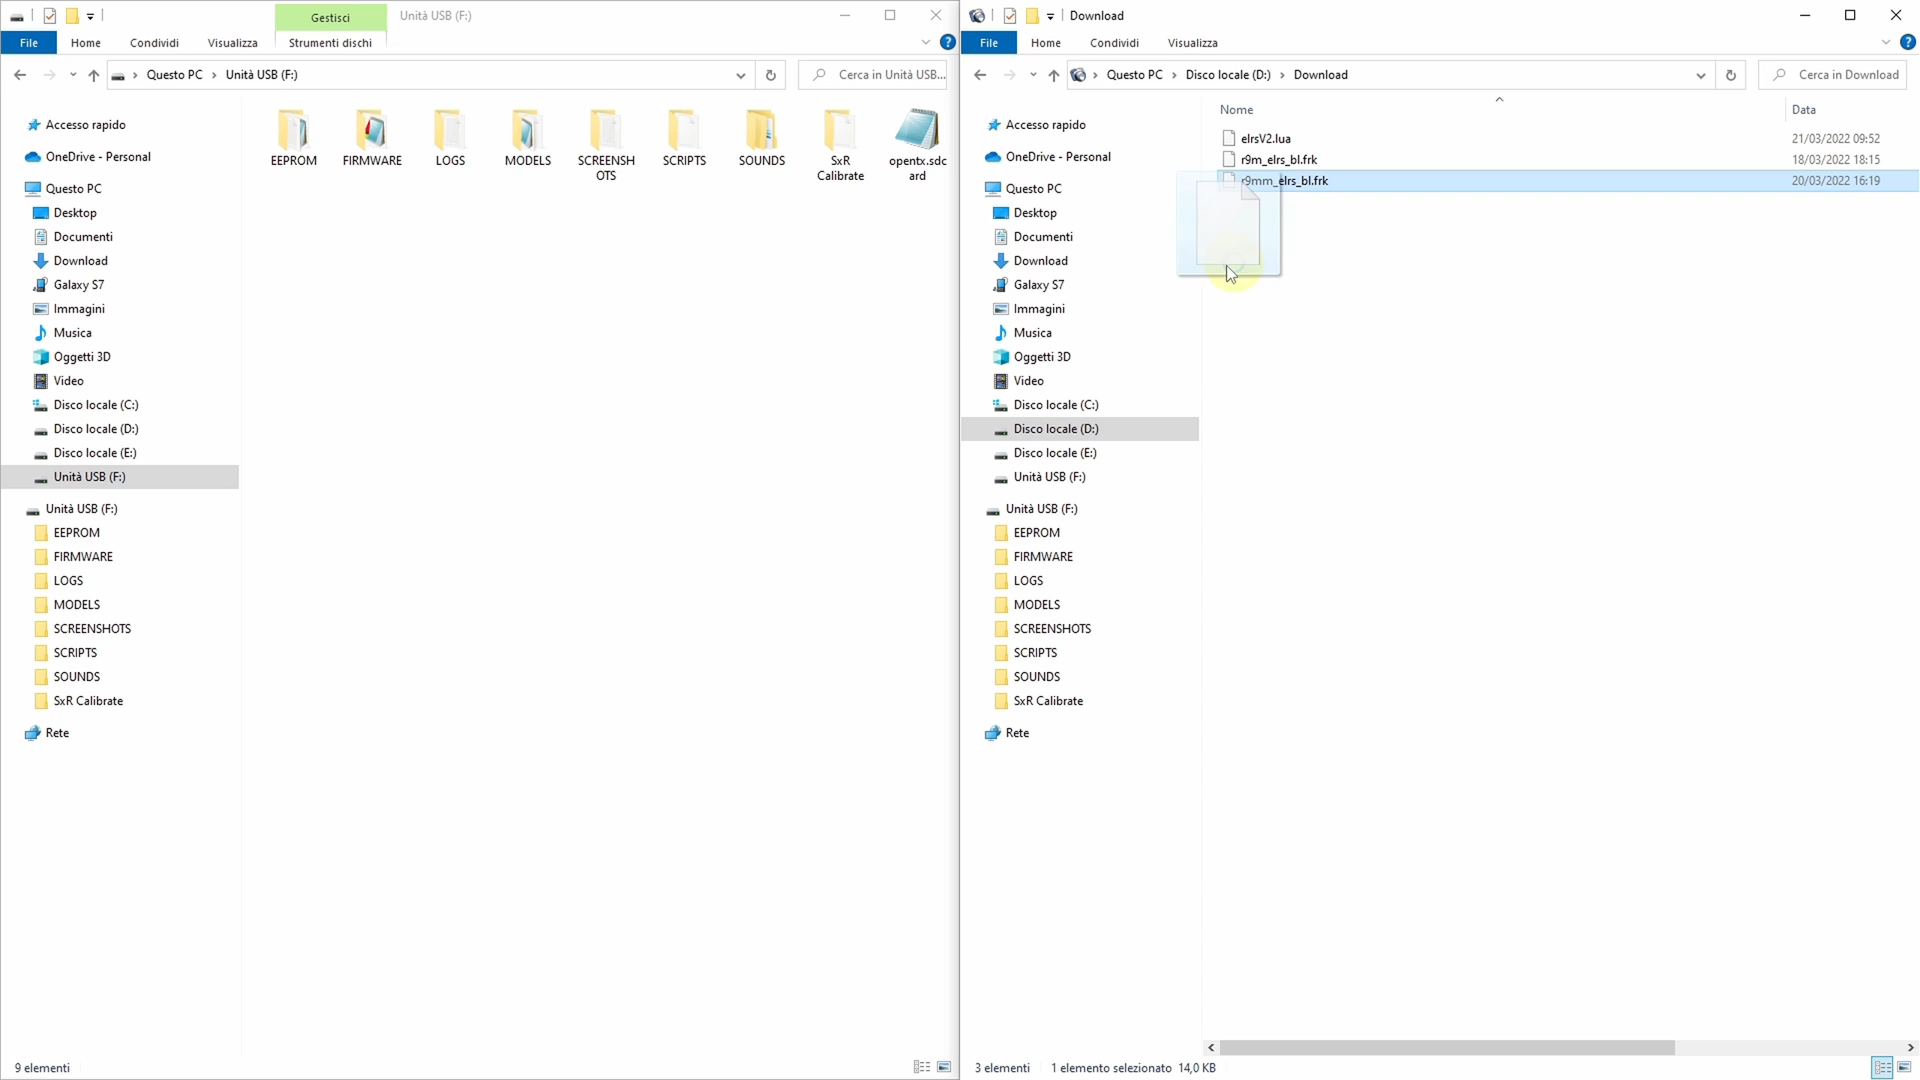 Gestisci
Unità USB (F:)
File
Home
Condividi
Visualizza
Strumenti dischi
Questo PC
Unità USB (F:)
Cerca in Unità USB...
Accesso rapido
OneDrive - Personal
Questo PC
Desktop
Documenti
Download
Galaxy S7
Immagini
Musica
Oggetti 3D
Video
Disco locale (C:)
Disco locale (D:)
Disco locale (E:)
Unità USB (F:)
Unità USB (F:)
EEPROM
FIRMWARE
LOGS
MODELS
SCREENSHOTS
SCRIPTS
SOUNDS
SxR Calibrate
Rete
EEPROM
FIRMWARE
LOGS
MODELS
SCREENSH
OTS
SCRIPTS
SOUNDS
SxR
Calibrate
opentx.sdc
ard
9 elementi
Download
File
Home
Condividi
Visualizza
Questo PC
Disco locale (D:)
Download
Cerca in Download
Accesso rapido
OneDrive - Personal
Questo PC
Desktop
Documenti
Download
Galaxy S7
Immagini
Musica
Oggetti 3D
Video
Disco locale (C:)
Disco locale (D:)
Disco locale (E:)
Unità USB (F:)
Unità USB (F:)
EEPROM
FIRMWARE
LOGS
MODELS
SCREENSHOTS
SCRIPTS
SOUNDS
SxR Calibrate
Rete
Nome Data
elrsV2.lua 21/03/2022 09:52
r9m_elrs_bl.frk 18/03/2022 18:15
r9mm_elrs_bl.frk 20/03/2022 16:19
3 elementi 1 elemento selezionato 14,0 KB